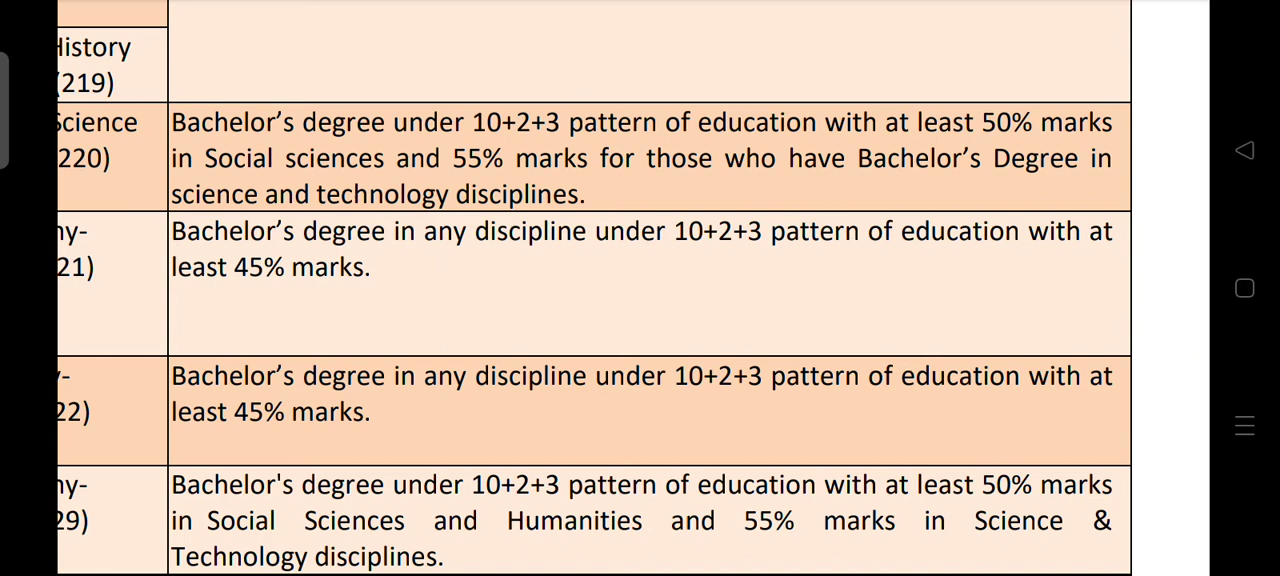 History
(219)
Science
220)
Bachelor’s degree under 10+2+3 pattern of education with at least 50% marks
in Social sciences and 55% marks for those who have Bachelor’s Degree in
science and technology disciplines.
hy-
21)
Bachelor’s degree in any discipline under 10+2+3 pattern of education with at
least 45% marks.
y-
22)
Bachelor’s degree in any discipline under 10+2+3 pattern of education with at
least 45% marks.
hy-
29)
Bachelor's degree under 10+2+3 pattern of education with at least 50% marks
in Social Sciences and Humanities and 55% marks in Science &
Technology disciplines.